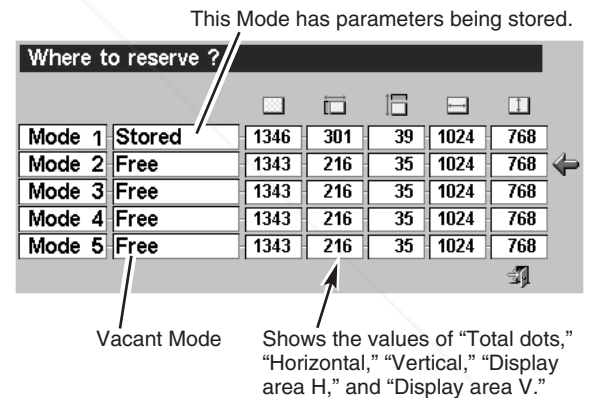 This Mode has parameters being stored.
Where to reserve ?
Mode 1 Stored 1346 301 39 1024 768
Mode 2 Free 1343 216 35 1024 768
Mode 3 Free 1343 216 35 1024 768
Mode 4 Free 1343 216 35 1024 768
Mode 5 Free 1343 216 35 1024 768
Vacant Mode
Shows the values of “Total dots,”
“Horizontal,” “Vertical,” “Display
area H,” and “Display area V.”